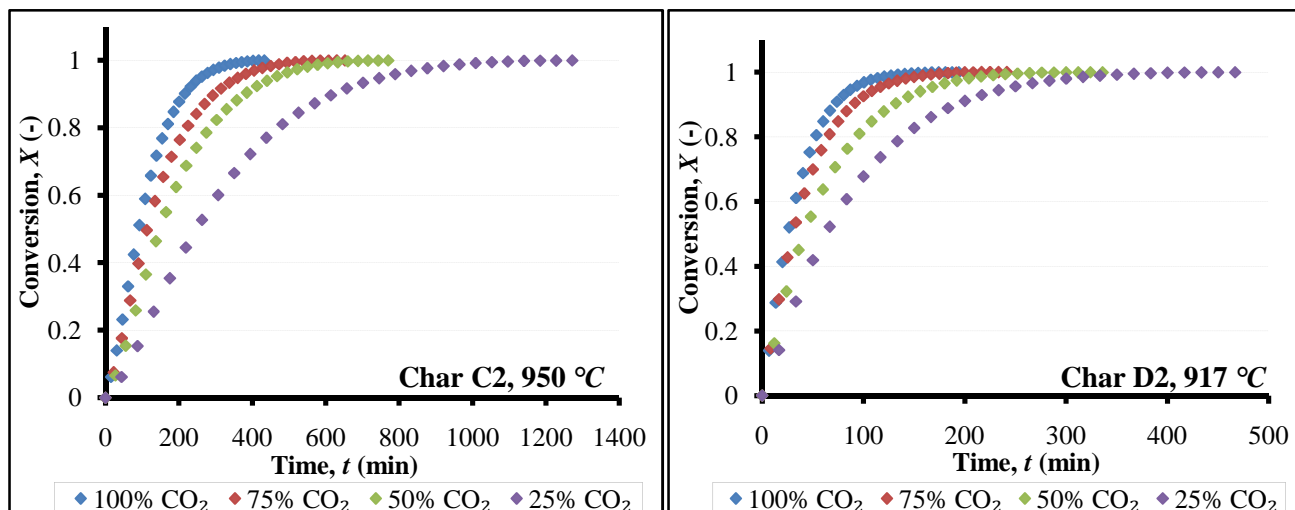 Conversion, X (-)
1
0.8
0.6
0.4
0.2
0
0 200 400 600 800 1000 1200 1400
Char C2, 950 °C
Time, t (min)
100% CO₂ 75% CO₂ 50% CO₂ 25% CO₂
Conversion, X (-)
1
0.8
0.6
0.4
0.2
0
0 100 200 300 400 500
Char D2, 917 °C
Time, t (min)
100% CO₂ 75% CO₂ 50% CO₂ 25% CO₂